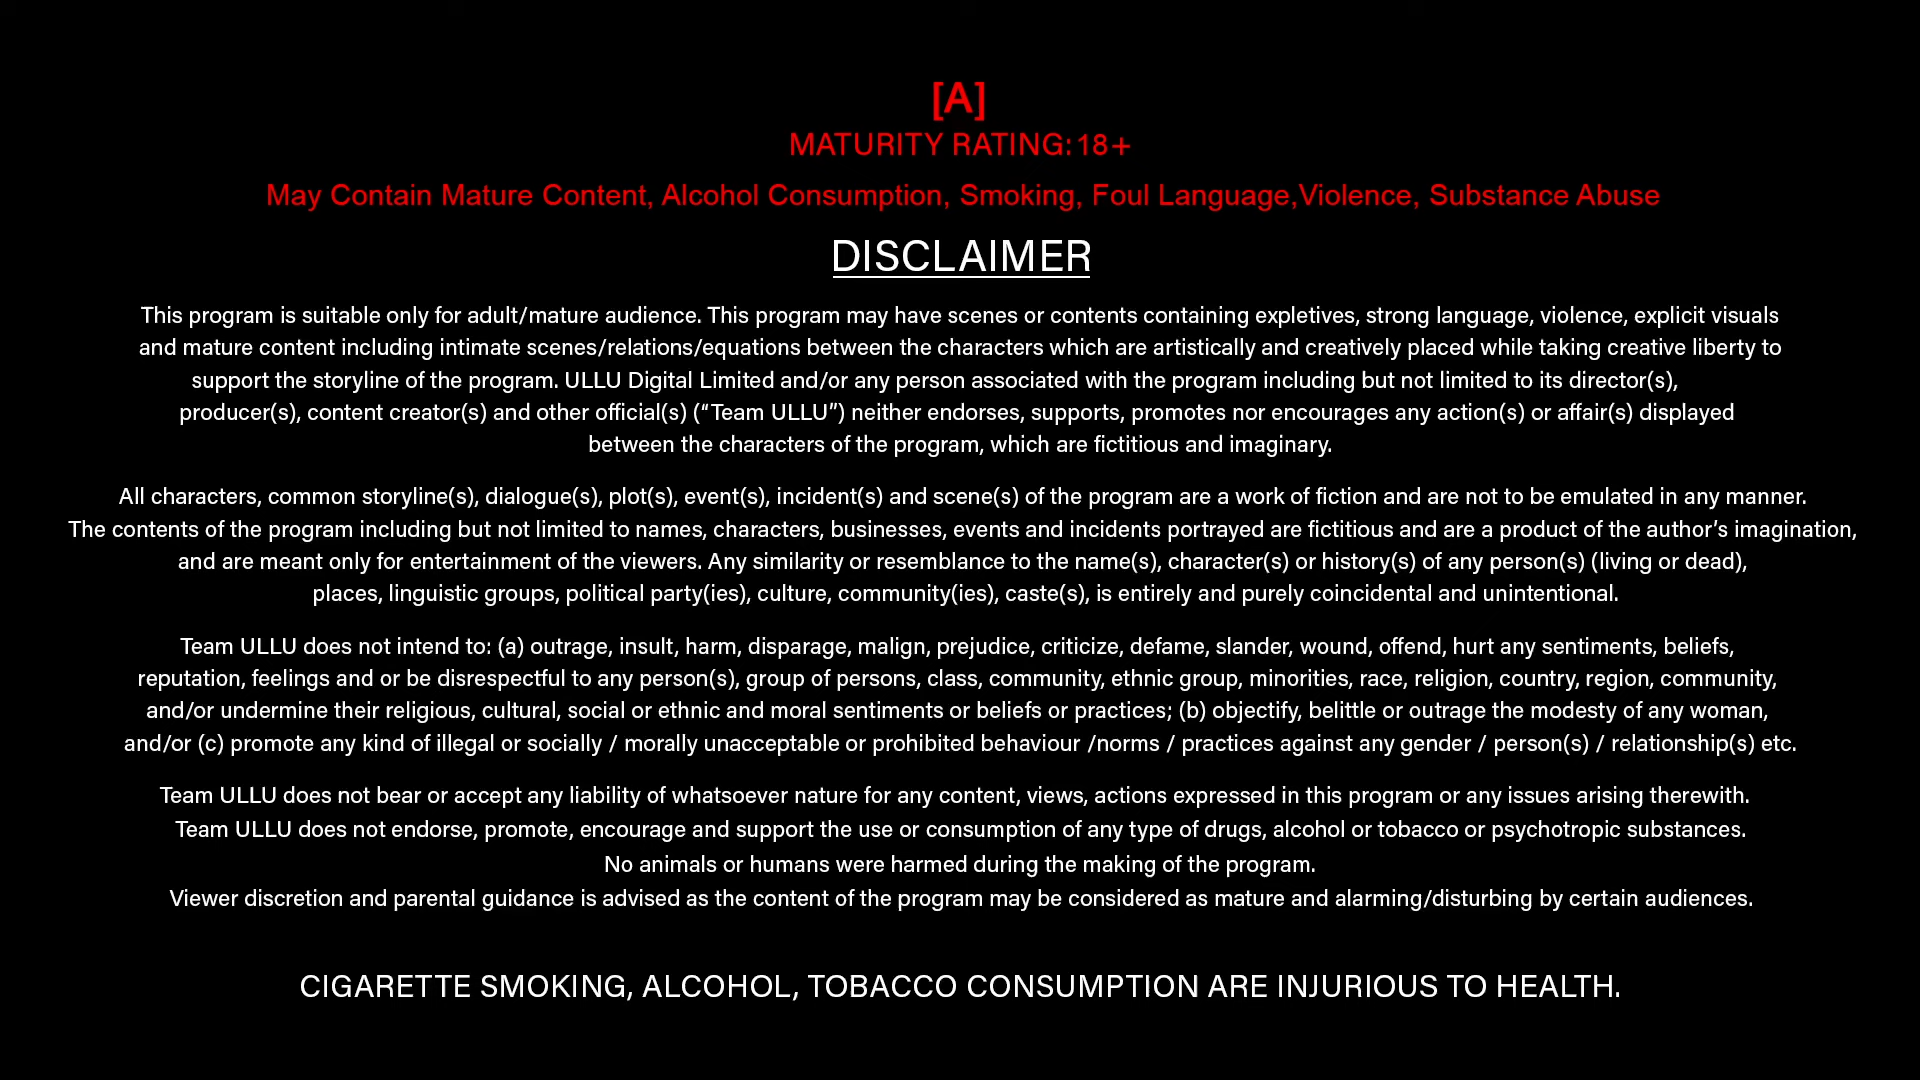 [A]
MATURITY RATING:18+
May Contain Mature Content, Alcohol Consumption, Smoking, Foul Language,Violence, Substance Abuse
DISCLAIMER
This program is suitable only for adult/mature audience. This program may have scenes or contents containing expletives, strong language, violence, explicit visuals
and mature content including intimate scenes/relations/equations between the characters which are artistically and creatively placed while taking creative liberty to
support the storyline of the program. ULLU Digital Limited and/or any person associated with the program including but not limited to its director(s),
producer(s), content creator(s) and other official(s) (“Team ULLU”) neither endorses, supports, promotes nor encourages any action(s) or affair(s) displayed
between the characters of the program, which are fictitious and imaginary.
All characters, common storyline(s), dialogue(s), plot(s), event(s), incident(s) and scene(s) of the program are a work of fiction and are not to be emulated in any manner.
The contents of the program including but not limited to names, characters, businesses, events and incidents portrayed are fictitious and are a product of the author’s imagination,
and are meant only for entertainment of the viewers. Any similarity or resemblance to the name(s), character(s) or history(s) of any person(s) (living or dead),
places, linguistic groups, political party(ies), culture, community(ies), caste(s), is entirely and purely coincidental and unintentional.
Team ULLU does not intend to: (a) outrage, insult, harm, disparage, malign, prejudice, criticize, defame, slander, wound, offend, hurt any sentiments, beliefs,
reputation, feelings and or be disrespectful to any person(s), group of persons, class, community, ethnic group, minorities, race, religion, country, region, community,
and/or undermine their religious, cultural, social or ethnic and moral sentiments or beliefs or practices; (b) objectify, belittle or outrage the modesty of any woman,
and/or (c) promote any kind of illegal or socially / morally unacceptable or prohibited behaviour /norms / practices against any gender / person(s) / relationship(s) etc.
Team ULLU does not bear or accept any liability of whatsoever nature for any content, views, actions expressed in this program or any issues arising therewith.
Team ULLU does not endorse, promote, encourage and support the use or consumption of any type of drugs, alcohol or tobacco or psychotropic substances.
No animals or humans were harmed during the making of the program.
Viewer discretion and parental guidance is advised as the content of the program may be considered as mature and alarming/disturbing by certain audiences.
CIGARETTE SMOKING, ALCOHOL, TOBACCO CONSUMPTION ARE INJURIOUS TO HEALTH.